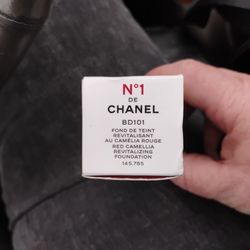 N°1
DE
CHANEL
BD101
FOND DE TEINT
REVITALISANT
AU CAMÉLIA ROUGE
RED CAMELLIA
REVITALIZING
FOUNDATION
145.785